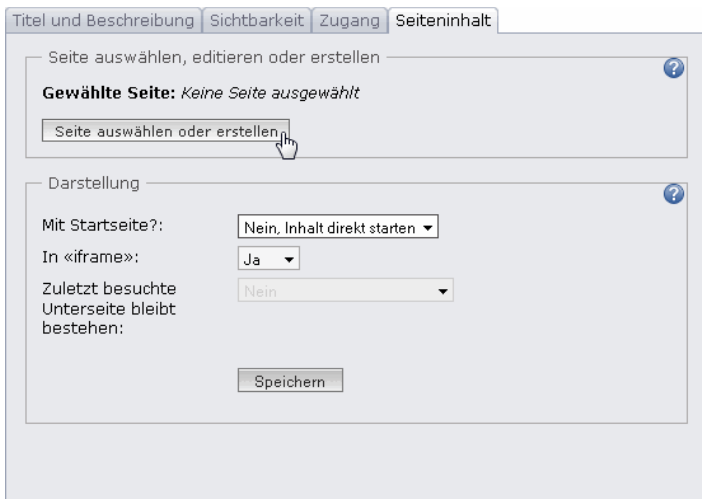 Titel und Beschreibung Sichtbarkeit Zugang Seiteninhalt
Seite auswählen, editieren oder erstellen
?
Gewählte Seite: Keine Seite ausgewählt
Seite auswählen oder erstellen
Darstellung
?
Mit Startseite?: Nein, Inhalt direkt starten
In «iframe»: Ja
Zuletzt besuchte Nein
Unterseite bleibt
bestehen:
Speichern